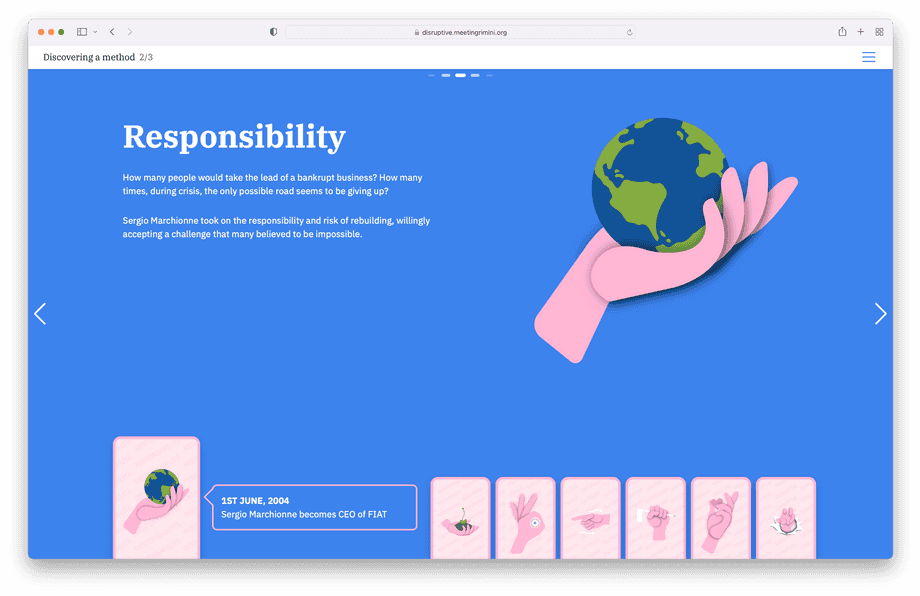 disruptive.meetingrimini.org
Discovering a method 2/3
Responsibility
How many people would take the lead of a bankrupt business? How many
times, during crisis, the only possible road seems to be giving up?
Sergio Marchionne took on the responsibility and risk of rebuilding, willingly
accepting a challenge that many believed to be impossible.
1ST JUNE, 2004
Sergio Marchionne becomes CEO of FIAT